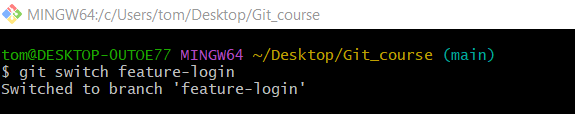 MINGW64:/c/Users/tom/Desktop/Git_course
tom@DESKTOP-OUTOE77 MINGW64 ~/Desktop/Git_course (main)
$ git switch feature-login
Switched to branch 'feature-login'